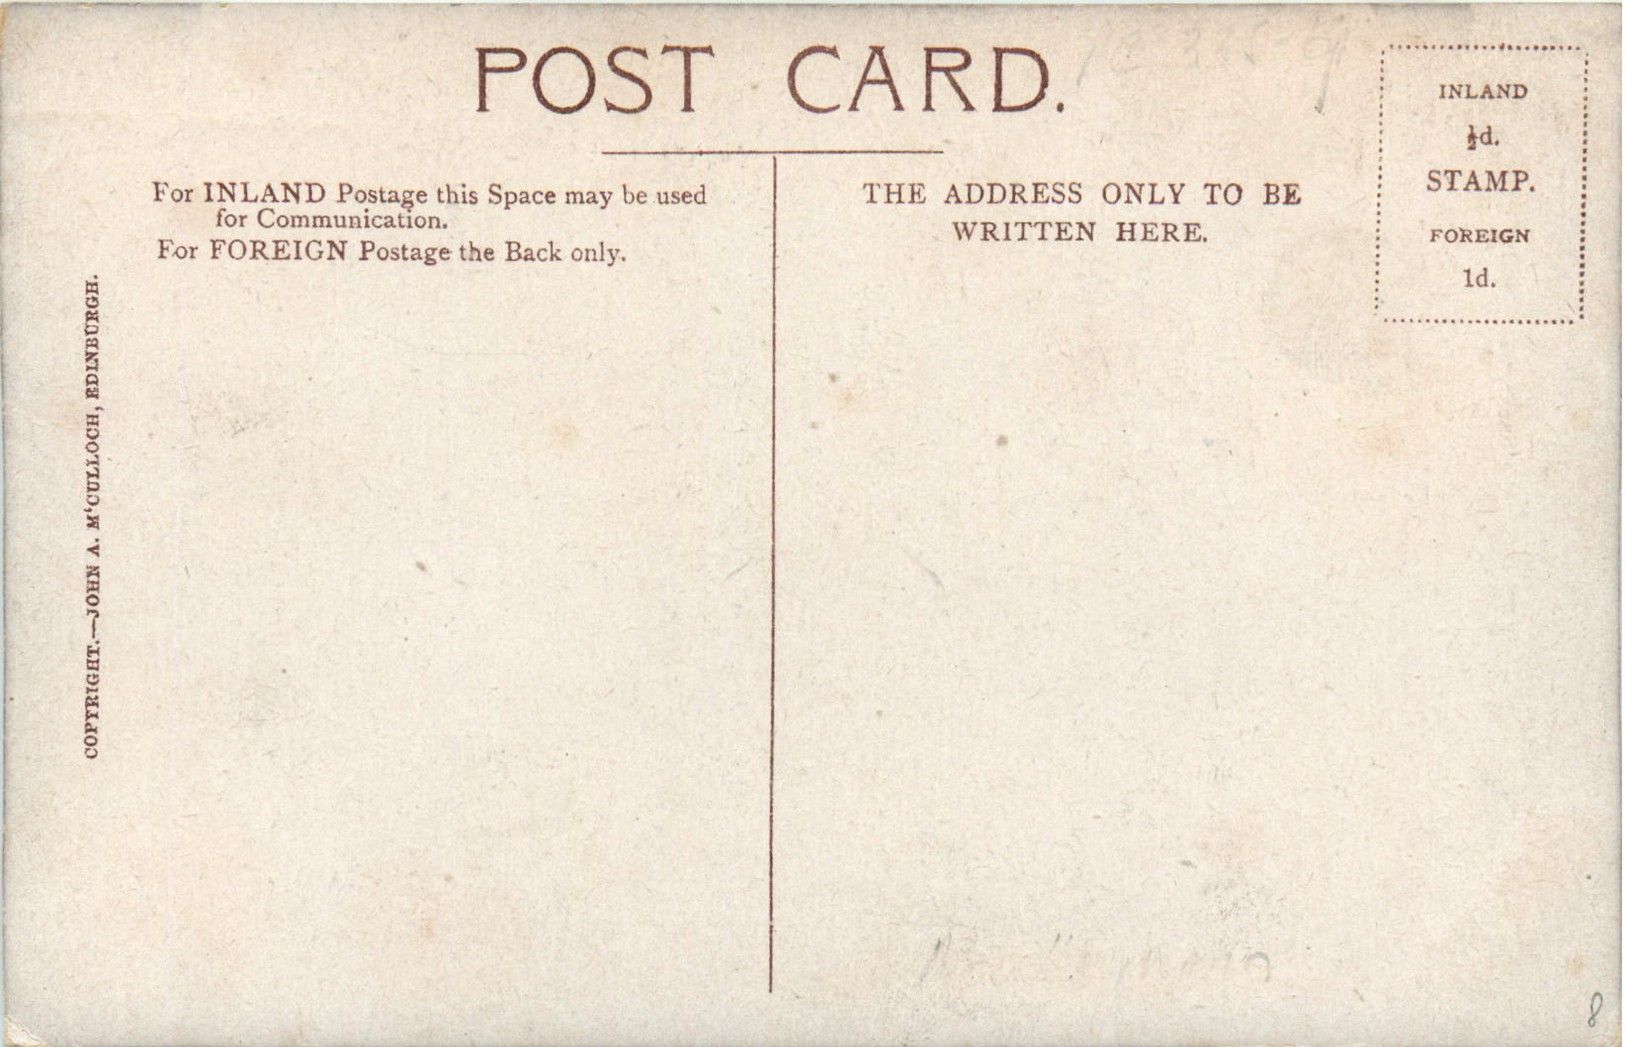 POST CARD.
For INLAND Postage this Space may be used
for Communication.
For FOREIGN Postage the Back only.
THE ADDRESS ONLY TO BE
WRITTEN HERE.
INLAND
½d.
STAMP.
FOREIGN
1d.
COPYRIGHT.—JOHN A. M'CULLOCH, EDINBURGH.
8